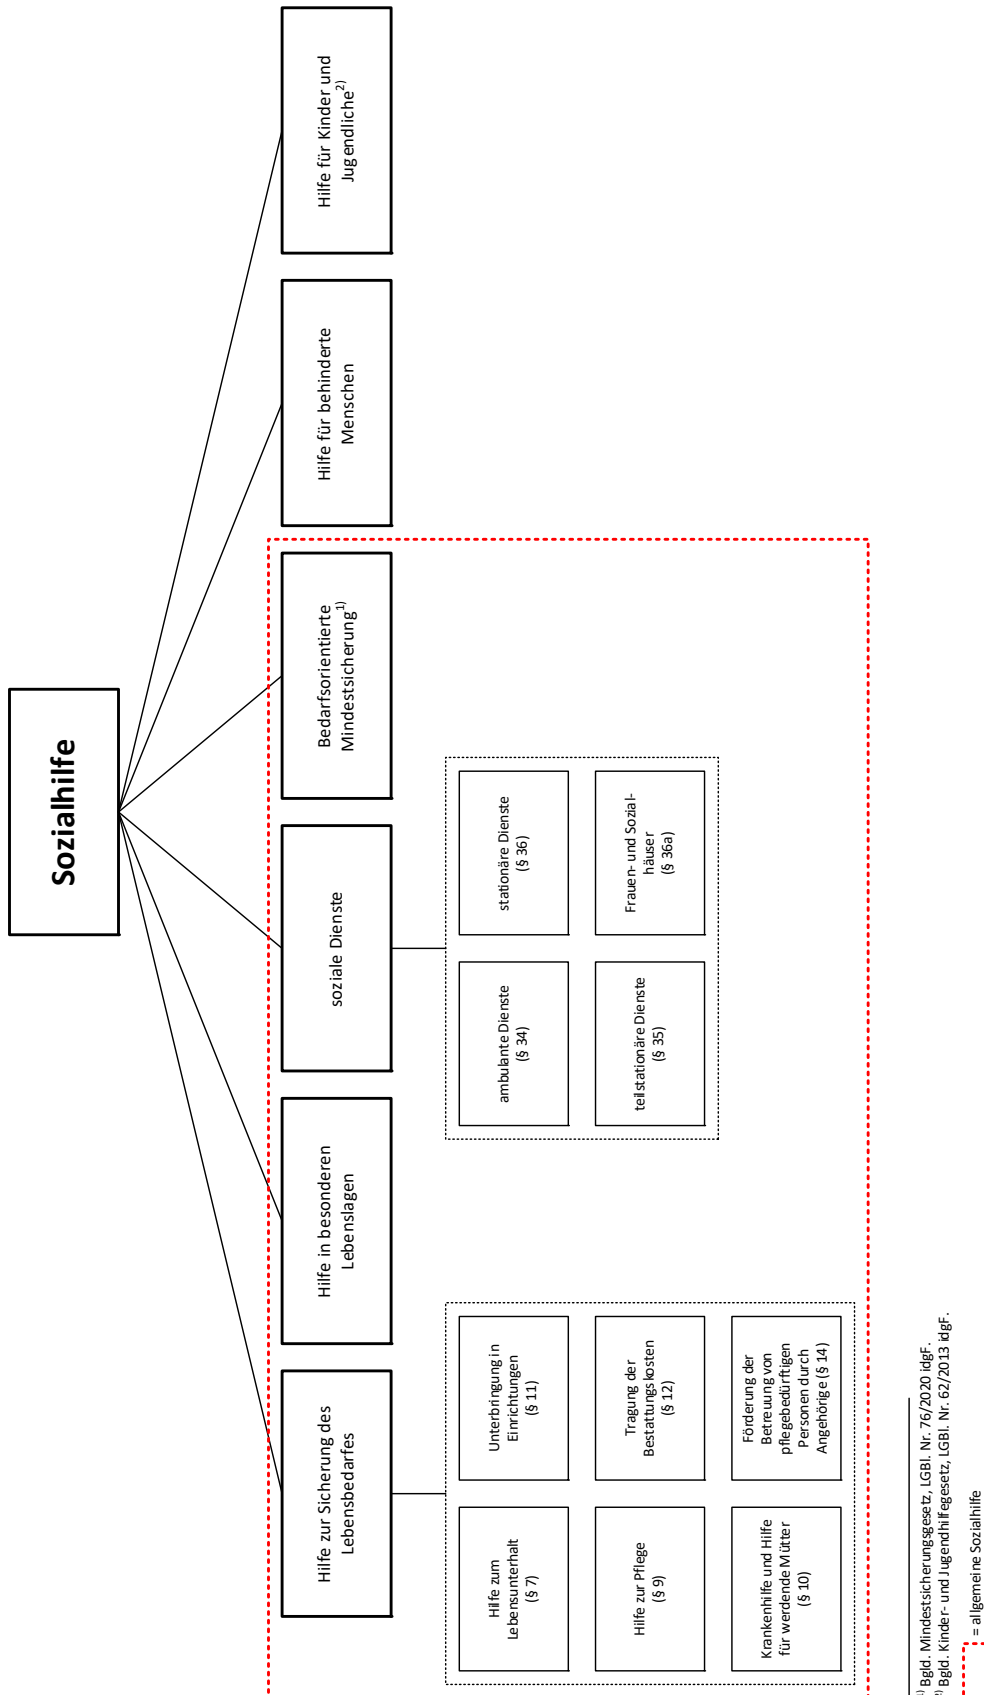 Sozialhilfe
Hilfe zur Sicherung des
Lebensbedarfes
Hilfe in besonderen
Lebenslagen
soziale Dienste
Bedarfsorientierte
Mindestsicherung1)
Hilfe für behinderte
Menschen
Hilfe für Kinder und
Jugendliche2)
Hilfe zum
Lebensunterhalt
(§ 7)
Unterbringung in
Einrichtungen
(§ 11)
Hilfe zur Pflege
(§ 9)
Tragung der
Bestattungskosten
(§ 12)
Krankenhilfe und Hilfe
für werdende Mütter
(§ 10)
Förderung der
Betreuung von
pflegebedürftigen
Personen durch
Angehörige (§ 14)
ambulante Dienste
(§ 34)
stationäre Dienste
(§ 36)
teilstationäre Dienste
(§ 35)
Frauen- und Sozial-
häuser
(§ 36a)
1) Bgld. Mindestsicherungsgesetz, LGBl. Nr. 76/2020 idgF.
2) Bgld. Kinder- und Jugendhilfegesetz, LGBl. Nr. 62/2013 idgF.
= allgemeine Sozialhilfe